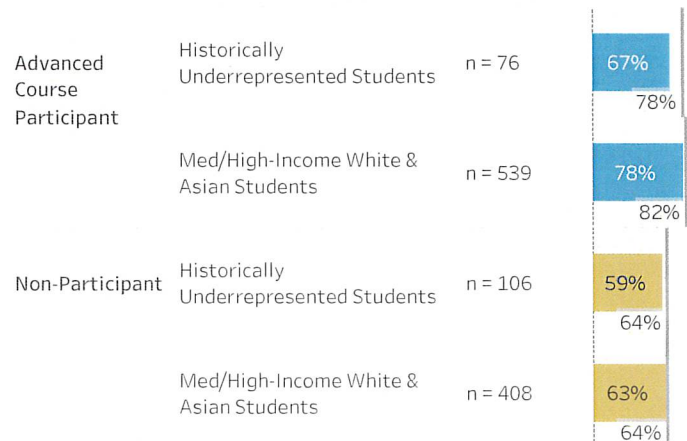 Advanced
Course
Participant
Historically
Underrepresented Students
n = 76
67%
78%
Med/High-Income White &
Asian Students
n = 539
78%
82%
Non-Participant
Historically
Underrepresented Students
n = 106
59%
64%
Med/High-Income White &
Asian Students
n = 408
63%
64%